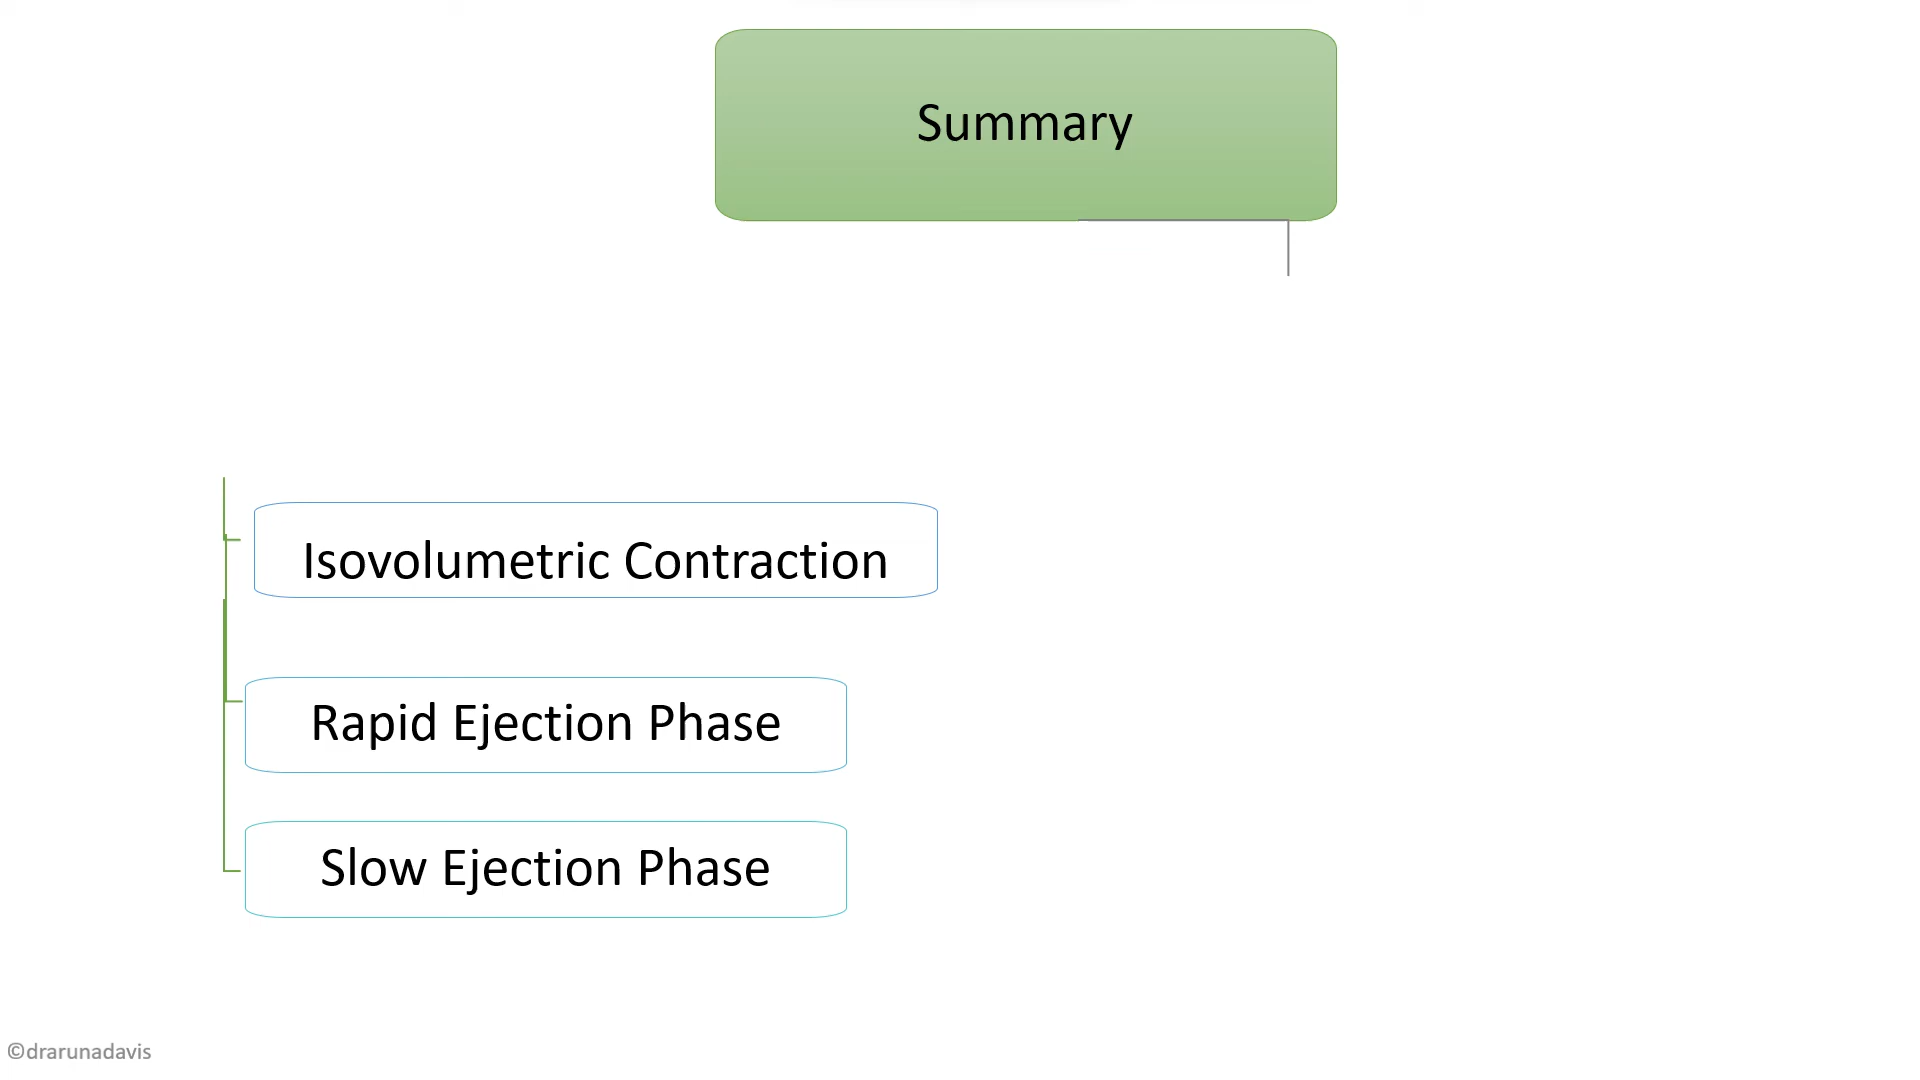 Summary
Isovolumetric Contraction
Rapid Ejection Phase
Slow Ejection Phase
©drarunadavis